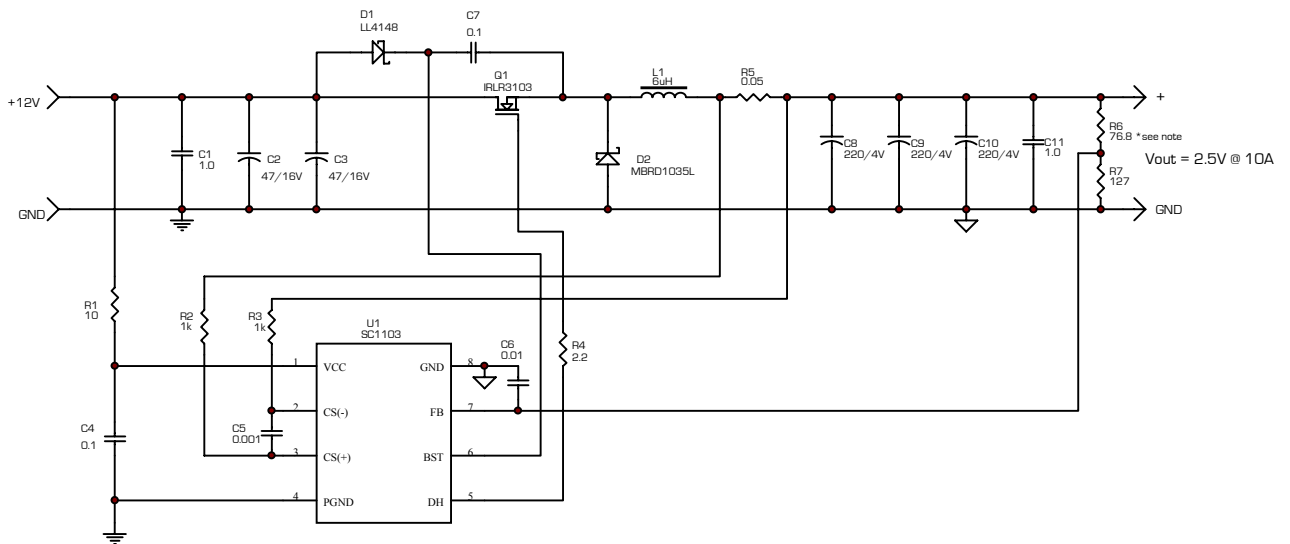 D1
LL4148
C7
0.1
+12V
Q1
IRLR3103
L1
6uH
R5
0.05
+
C1
1.0
C2
47/16V
C3
47/16V
D2
MBRD1035L
C8
220/4V
C9
220/4V
C10
220/4V
C11
1.0
R6
76.8 *see note
Vout = 2.5V @ 10A
R7
127
GND
GND
R1
10
R2
1k
R3
1k
U1
SC1103
C6
0.01
R4
2.2
1 VCC GND 8
2 CS(-) FB 7
C5
0.001
3 CS(+) BST 6
4 PGND DH 5
C4
0.1